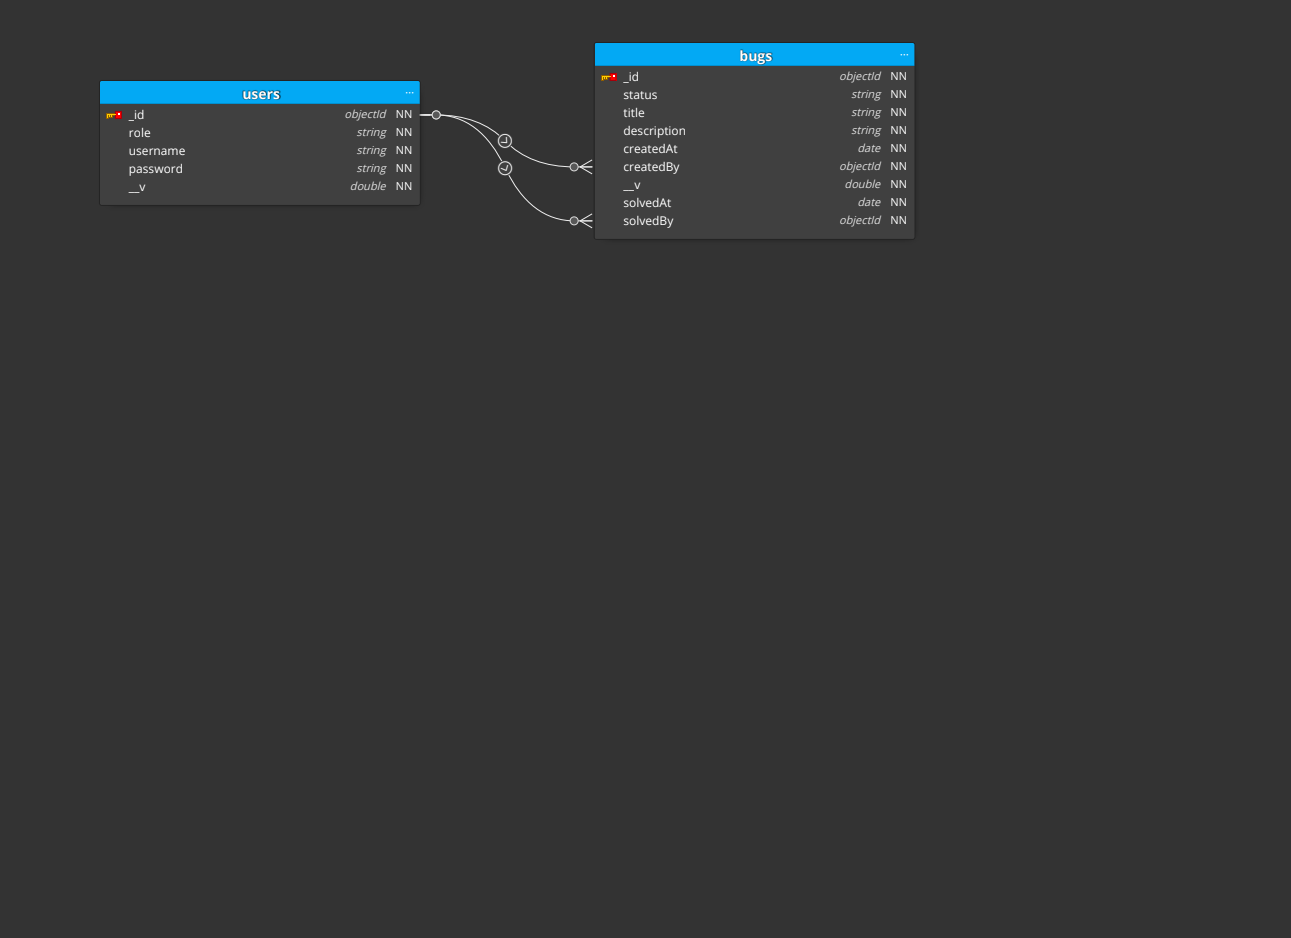 users ...
_id objectId NN
role string NN
username string NN
password string NN
__v double NN
bugs ...
_id objectId NN
status string NN
title string NN
description string NN
createdAt date NN
createdBy objectId NN
__v double NN
solvedAt date NN
solvedBy objectId NN